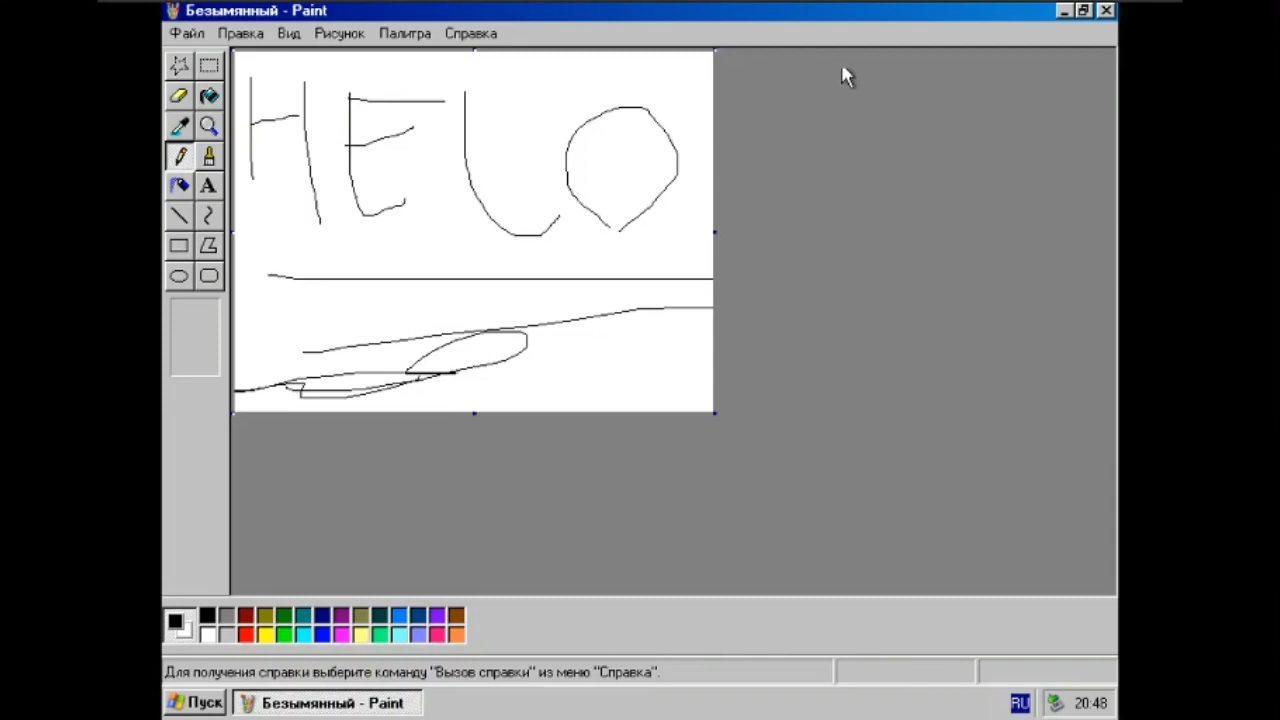 Безымянный - Paint
Файл Правка Вид Рисунок Палитра Справка
A
HELO
Для получения справки выберите команду "Вызов справки" из меню "Справка".
Пуск Безымянный - Paint RU 20:48